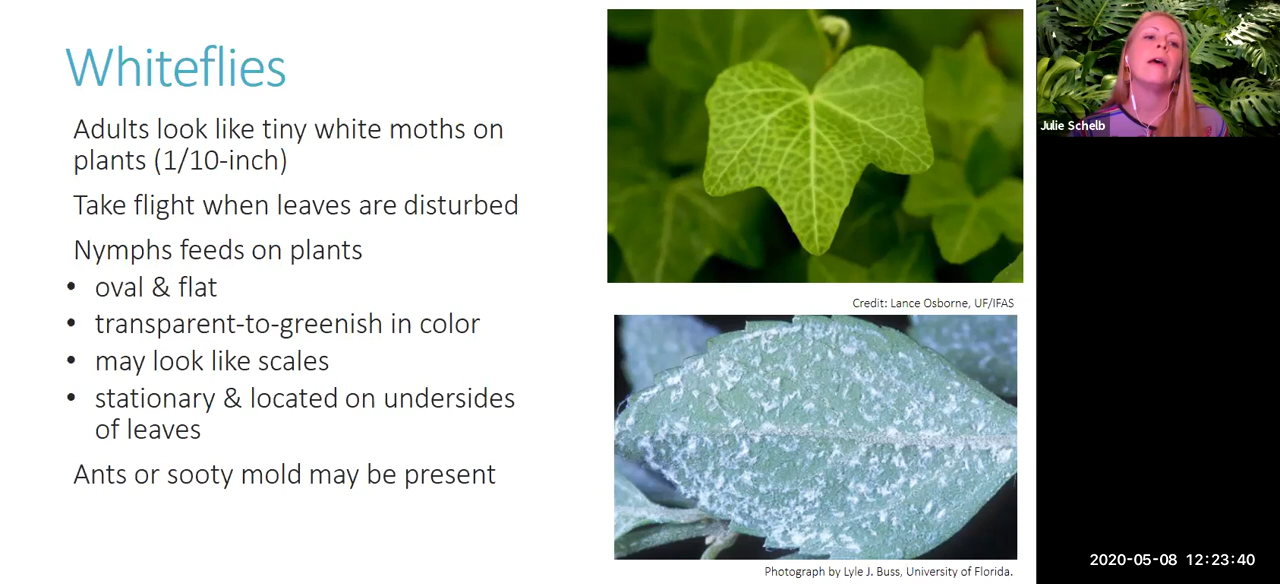 Whiteflies
Adults look like tiny white moths on
plants (1/10-inch)
Take flight when leaves are disturbed
Nymphs feeds on plants
• oval & flat
• transparent-to-greenish in color
• may look like scales
• stationary & located on undersides
of leaves
Ants or sooty mold may be present
Credit: Lance Osborne, UF/IFAS
Photograph by Lyle J. Buss, University of Florida.
Julie Schelb
2020-05-08 12:23:40